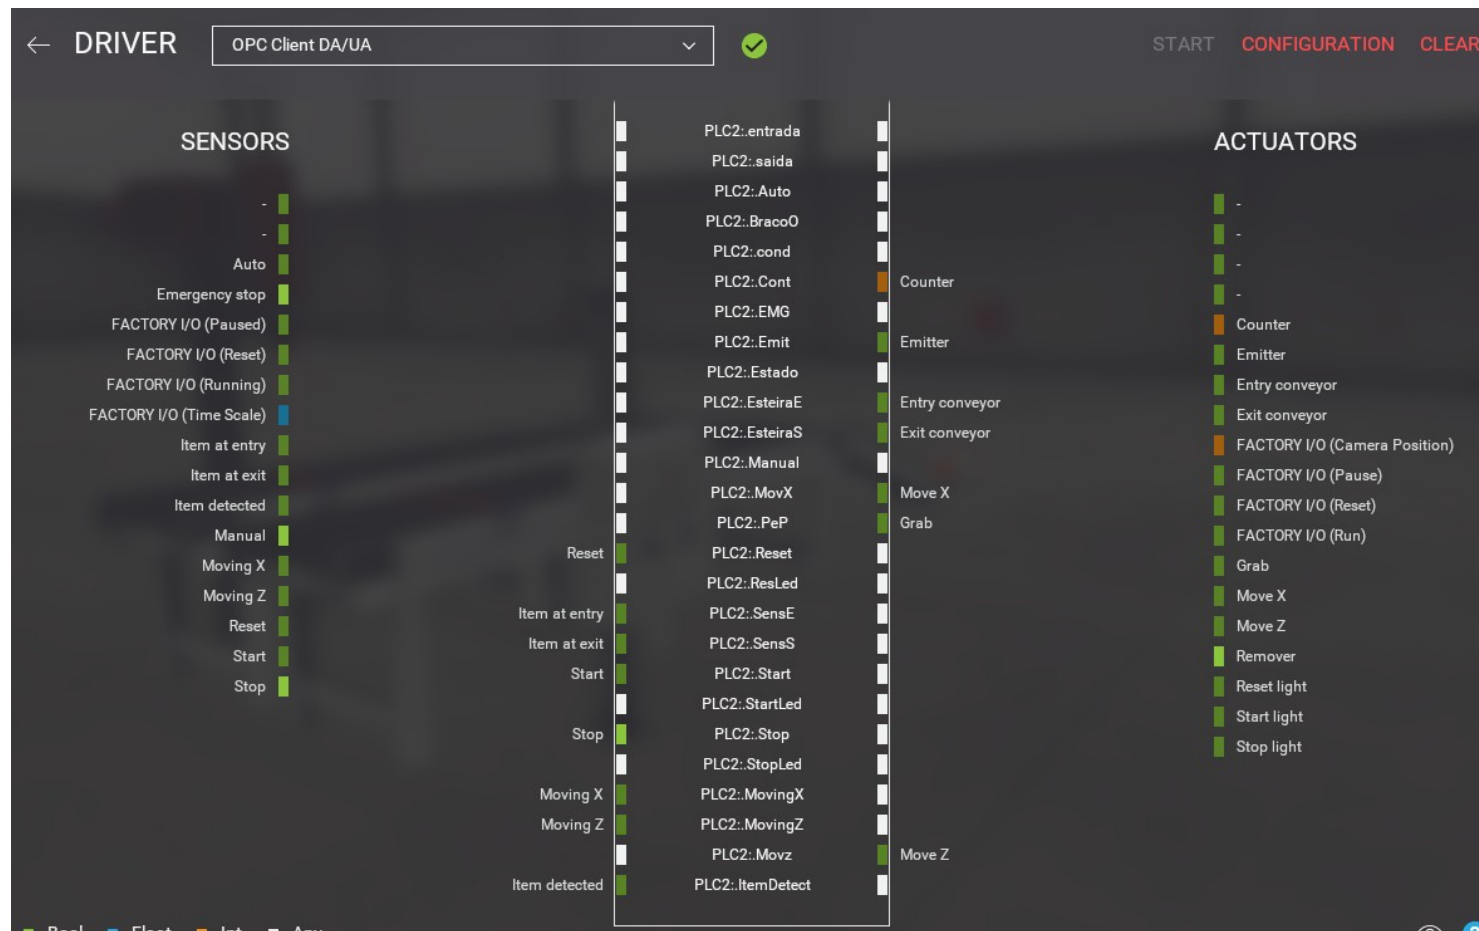 DRIVER OPC Client DA/UA START CONFIGURATION CLEAR
SENSORS
-
-
Auto
Emergency stop
FACTORY I/O (Paused)
FACTORY I/O (Reset)
FACTORY I/O (Running)
FACTORY I/O (Time Scale)
Item at entry
Item at exit
Item detected
Manual
Moving X
Moving Z
Reset
Start
Stop
PLC2:.entrada
PLC2:.saida
PLC2:.Auto
PLC2:.BracoO
PLC2:.cond
PLC2:.Cont Counter
PLC2:.EMG
PLC2:.Emit Emitter
PLC2:.Estado
PLC2:.EsteiraE Entry conveyor
PLC2:.EsteiraS Exit conveyor
PLC2:.Manual
PLC2:.MovX Move X
PLC2:.PeP Grab
Reset PLC2:.Reset
PLC2:.ResLed
Item at entry PLC2:.SensE
Item at exit PLC2:.SensS
Start PLC2:.Start
PLC2:.StartLed
Stop PLC2:.Stop
PLC2:.StopLed
Moving X PLC2:.MovingX
Moving Z PLC2:.MovingZ
PLC2:.Movz Move Z
Item detected PLC2:.ItemDetect
ACTUATORS
-
-
-
-
Counter
Emitter
Entry conveyor
Exit conveyor
FACTORY I/O (Camera Position)
FACTORY I/O (Pause)
FACTORY I/O (Reset)
FACTORY I/O (Run)
Grab
Move X
Move Z
Remover
Reset light
Start light
Stop light
Bool Float Int Any